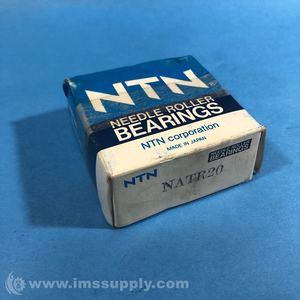 NTN
NEEDLE ROLLER
BEARINGS
NTN corporation
MADE IN JAPAN
NTN
NEEDLE ROLLER
BEARINGS
NATR20
© www.imssupply.com